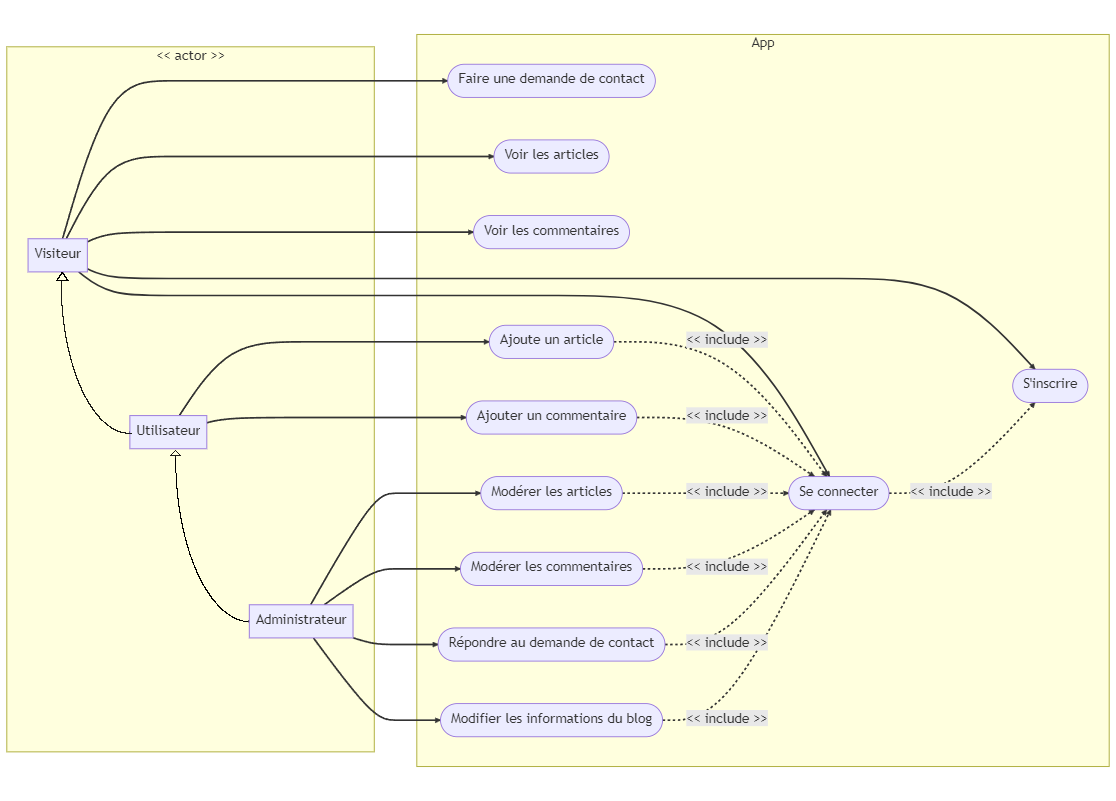 << actor >>
App
Faire une demande de contact
Voir les articles
Voir les commentaires
Visiteur
Ajoute un article
<< include >>
S'inscrire
Ajouter un commentaire
<< include >>
Utilisateur
Modérer les articles
<< include >>
Se connecter
<< include >>
Modérer les commentaires
<< include >>
Administrateur
Répondre au demande de contact
<< include >>
Modifier les informations du blog
<< include >>